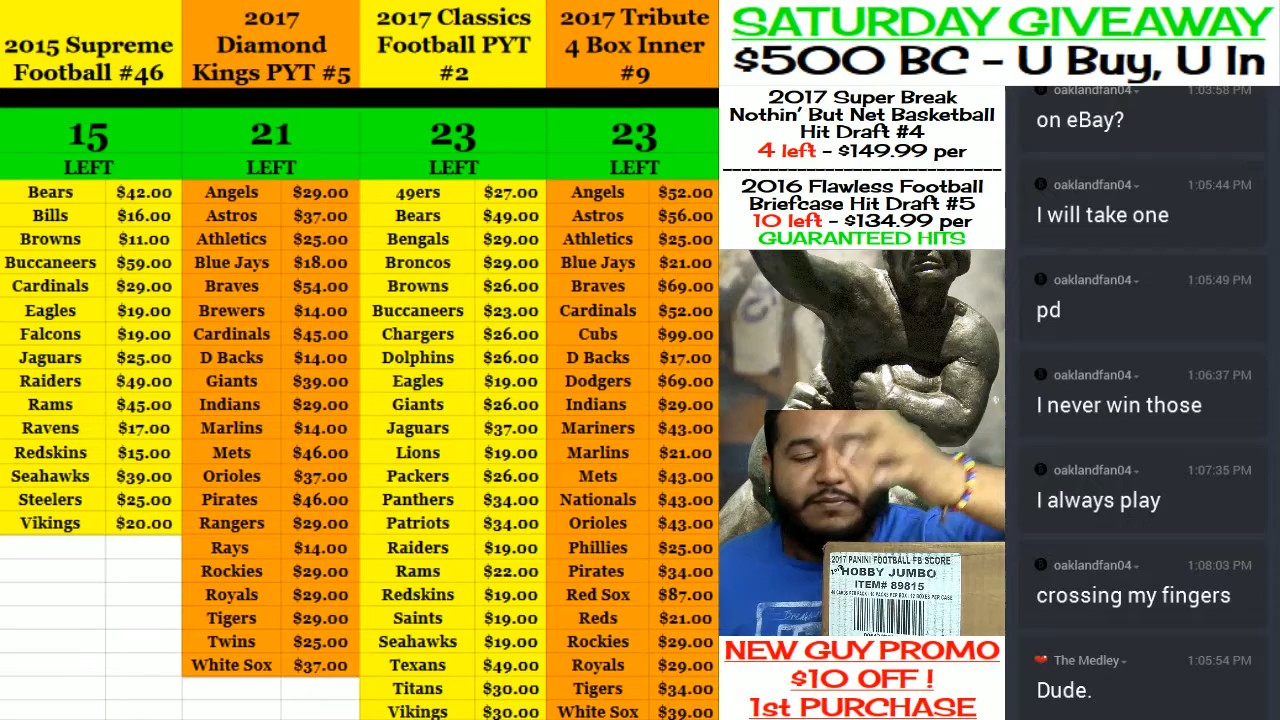 2015 Supreme
Football #46
15
LEFT
Bears $42.00
Bills $16.00
Browns $11.00
Buccaneers $59.00
Cardinals $29.00
Eagles $19.00
Falcons $19.00
Jaguars $25.00
Raiders $49.00
Rams $45.00
Ravens $17.00
Redskins $15.00
Seahawks $39.00
Steelers $25.00
Vikings $20.00
2017
Diamond
Kings PYT #5
21
LEFT
Angels $29.00
Astros $37.00
Athletics $25.00
Blue Jays $18.00
Braves $54.00
Brewers $14.00
Cardinals $45.00
D Backs $14.00
Giants $39.00
Indians $29.00
Marlins $14.00
Mets $46.00
Orioles $37.00
Pirates $46.00
Rangers $29.00
Rays $14.00
Rockies $29.00
Royals $29.00
Tigers $29.00
Twins $25.00
White Sox $37.00
2017 Classics
Football PYT
#2
23
LEFT
49ers $27.00
Bears $49.00
Bengals $29.00
Broncos $29.00
Browns $26.00
Buccaneers $23.00
Chargers $26.00
Dolphins $26.00
Eagles $19.00
Giants $26.00
Jaguars $37.00
Lions $19.00
Packers $26.00
Panthers $34.00
Patriots $34.00
Raiders $19.00
Rams $22.00
Redskins $19.00
Saints $19.00
Seahawks $19.00
Texans $49.00
Titans $30.00
Vikings $30.00
2017 Tribute
4 Box Inner
#9
23
LEFT
Angels $52.00
Astros $56.00
Athletics $25.00
Blue Jays $21.00
Braves $69.00
Cardinals $52.00
Cubs $99.00
D Backs $17.00
Dodgers $69.00
Indians $29.00
Mariners $43.00
Marlins $21.00
Mets $43.00
Nationals $43.00
Orioles $43.00
Phillies $25.00
Pirates $34.00
Red Sox $87.00
Reds $21.00
Rockies $29.00
Royals $29.00
Tigers $34.00
White Sox $39.00
SATURDAY GIVEAWAY
$500 BC - U Buy, U In
2017 Super Break
Nothin' But Net Basketball
Hit Draft #4
4 left - $149.99 per
2016 Flawless Football
Briefcase Hit Draft #5
10 left - $134.99 per
GUARANTEED HITS
2017 PANINI FOOTBALL FB SCORE
HOBBY JUMBO
ITEM# 89815
NEW GUY PROMO
$10 OFF !
1st PURCHASE
oaklandfan04 1:03:58 PM
on eBay?
oaklandfan04 1:05:44 PM
I will take one
oaklandfan04 1:05:49 PM
pd
oaklandfan04 1:06:37 PM
I never win those
oaklandfan04 1:07:35 PM
I always play
oaklandfan04 1:08:03 PM
crossing my fingers
The Medley 1:05:54 PM
Dude.